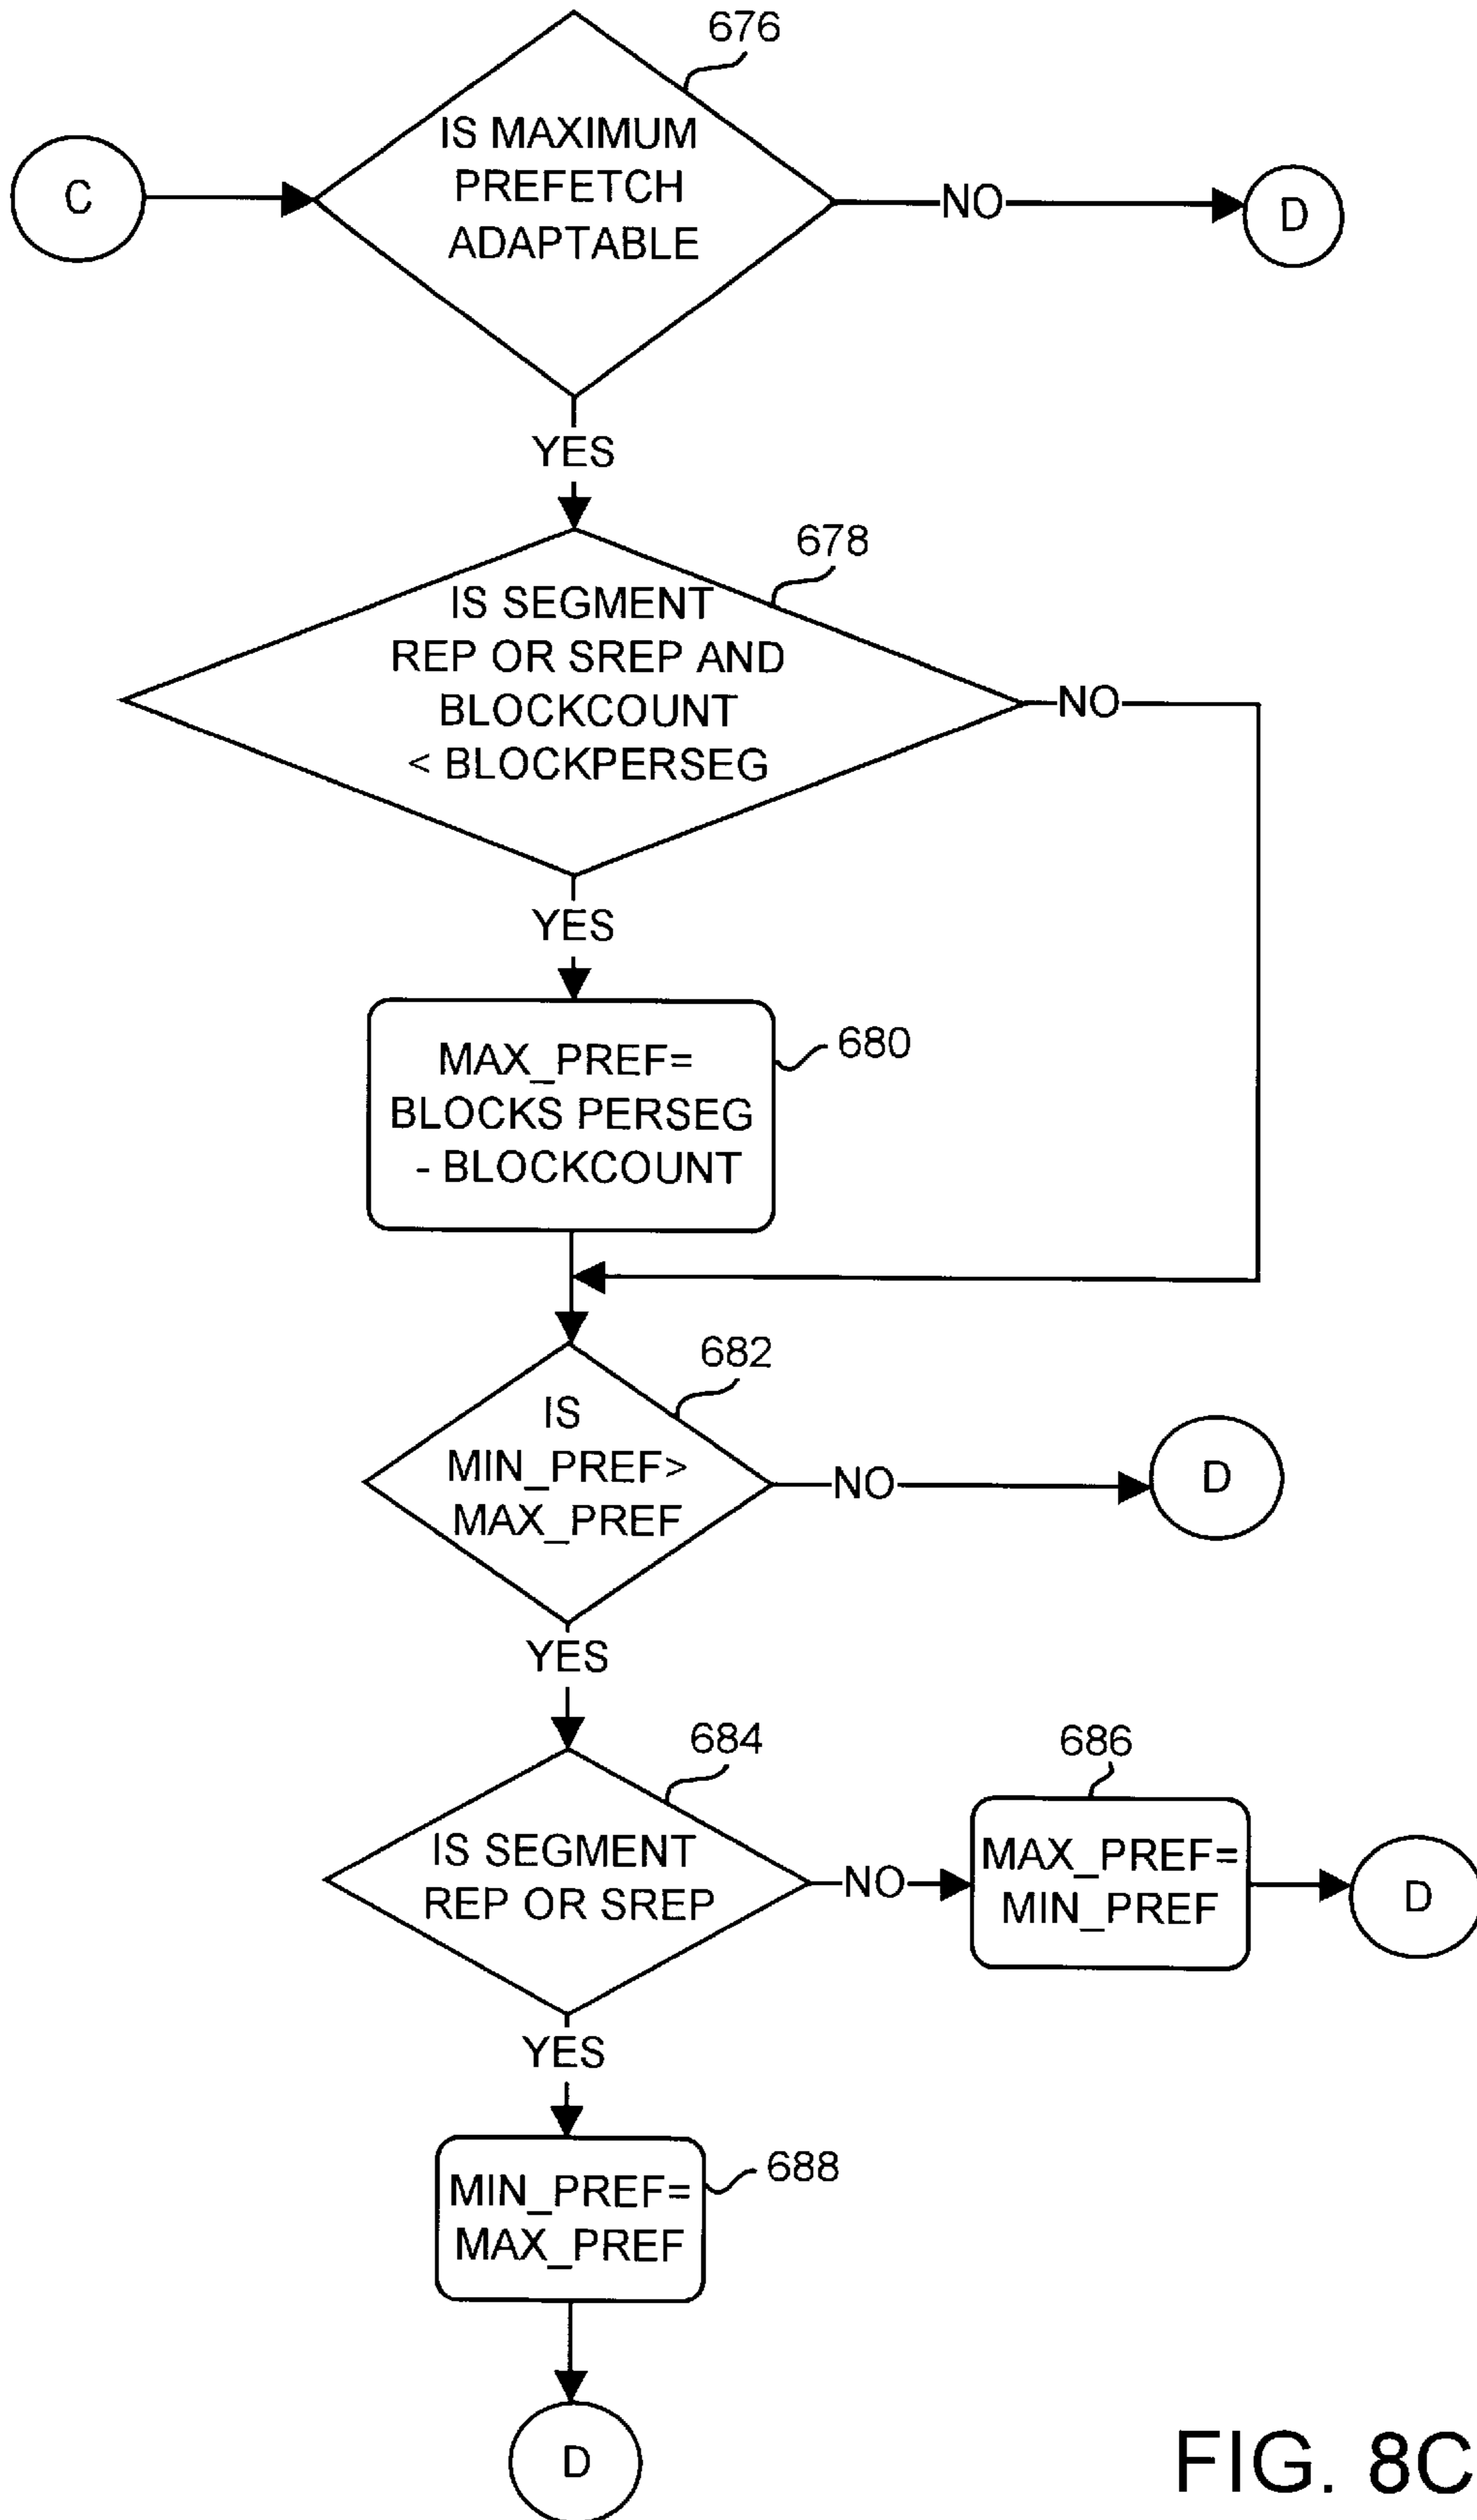 676
IS MAXIMUM
PREFETCH
ADAPTABLE
C
NO
D
YES
678
IS SEGMENT
REP OR SREP AND
BLOCKCOUNT
< BLOCKPERSEG
NO
YES
680
MAX_PREF=
BLOCKS PERSEG
- BLOCKCOUNT
682
IS
MIN_PREF>
MAX_PREF
NO
D
YES
684
IS SEGMENT
REP OR SREP
NO
686
MAX_PREF=
MIN_PREF
D
YES
688
MIN_PREF=
MAX_PREF
D
FIG. 8C